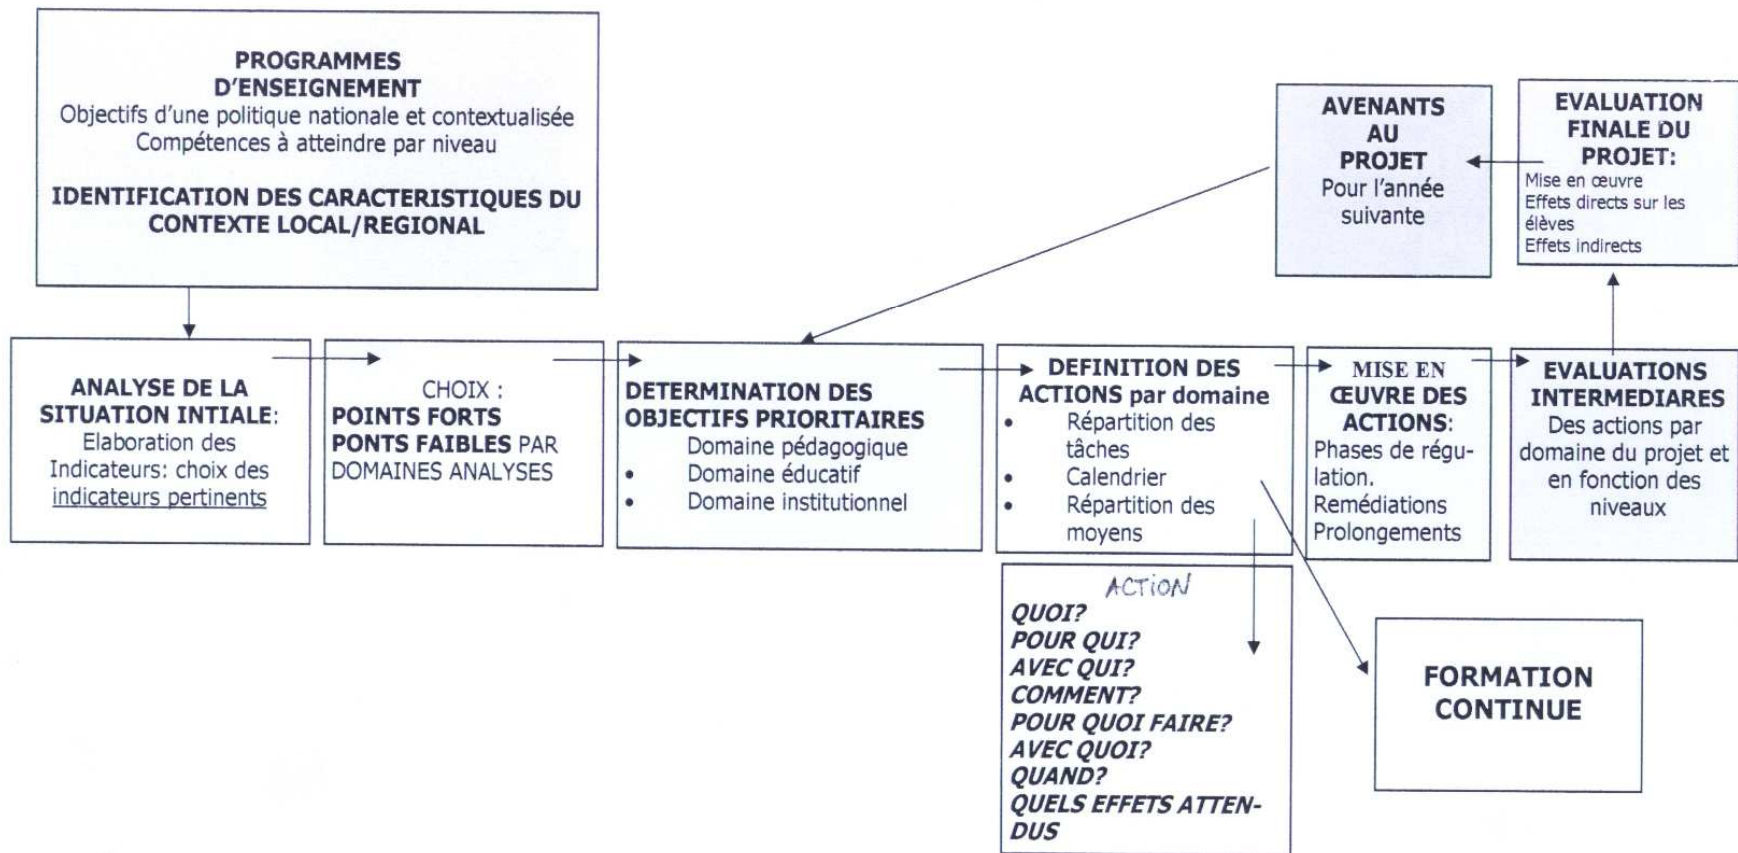 PROGRAMMES
D'ENSEIGNEMENT
Objectifs d'une politique nationale et contextualisée
Compétences à atteindre par niveau
IDENTIFICATION DES CARACTERISTIQUES DU
CONTEXTE LOCAL/REGIONAL
AVENANTS
AU
PROJET
Pour l'année
suivante
EVALUATION
FINALE DU
PROJET:
Mise en œuvre
Effets directs sur les
élèves
Effets indirects
ANALYSE DE LA
SITUATION INTIALE:
Elaboration des
Indicateurs: choix des
indicateurs pertinents
CHOIX :
POINTS FORTS
PONTS FAIBLES PAR
DOMAINES ANALYSES
DETERMINATION DES
OBJECTIFS PRIORITAIRES
Domaine pédagogique
• Domaine éducatif
• Domaine institutionnel
DEFINITION DES
ACTIONS par domaine
• Répartition des
tâches
• Calendrier
• Répartition des
moyens
MISE EN
ŒUVRE DES
ACTIONS:
Phases de régu-
lation.
Remédiations
Prolongements
EVALUATIONS
INTERMEDIARES
Des actions par
domaine du projet et
en fonction des
niveaux
ACTION
QUOI?
POUR QUI?
AVEC QUI?
COMMENT?
POUR QUOI FAIRE?
AVEC QUOI?
QUAND?
QUELS EFFETS ATTEN-
DUS
FORMATION
CONTINUE